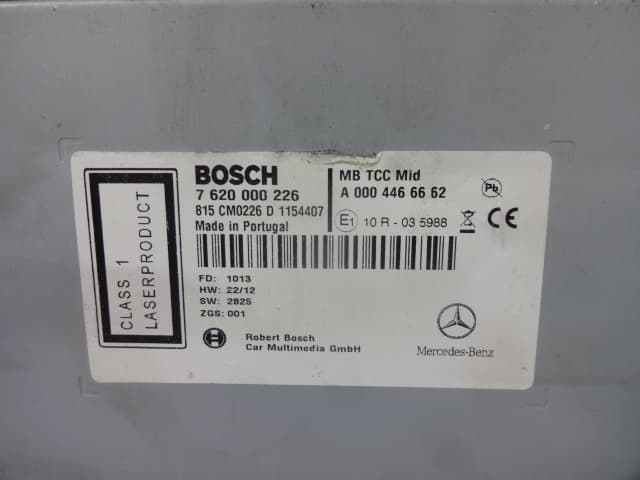 CLASS 1
LASERPRODUCT
BOSCH
7 620 000 226
815 CM0226 D 1154407
Made in Portugal
MB TCC Mid
A 000 446 66 62
Pb
E1 10 R - 03 5988
CE
FD: 1013
HW: 22/12
SW: 2825
ZGS: 001
Robert Bosch
Car Multimedia GmbH
Mercedes-Benz